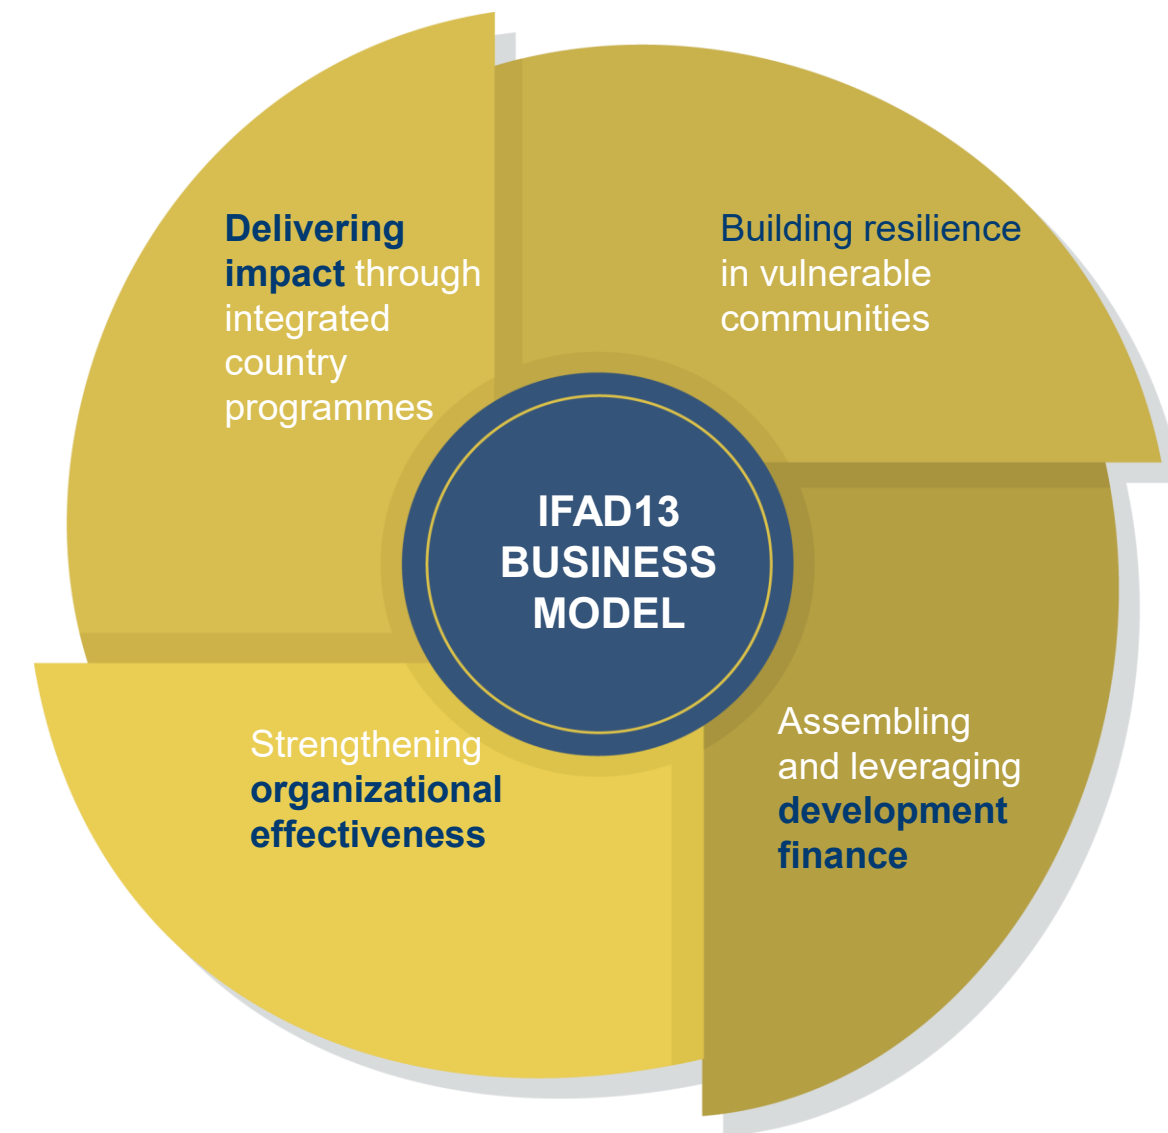 Delivering
impact through
integrated
country
programmes
Building resilience
in vulnerable
communities
IFAD13
BUSINESS
MODEL
Strengthening
organizational
effectiveness
Assembling
and leveraging
development
finance